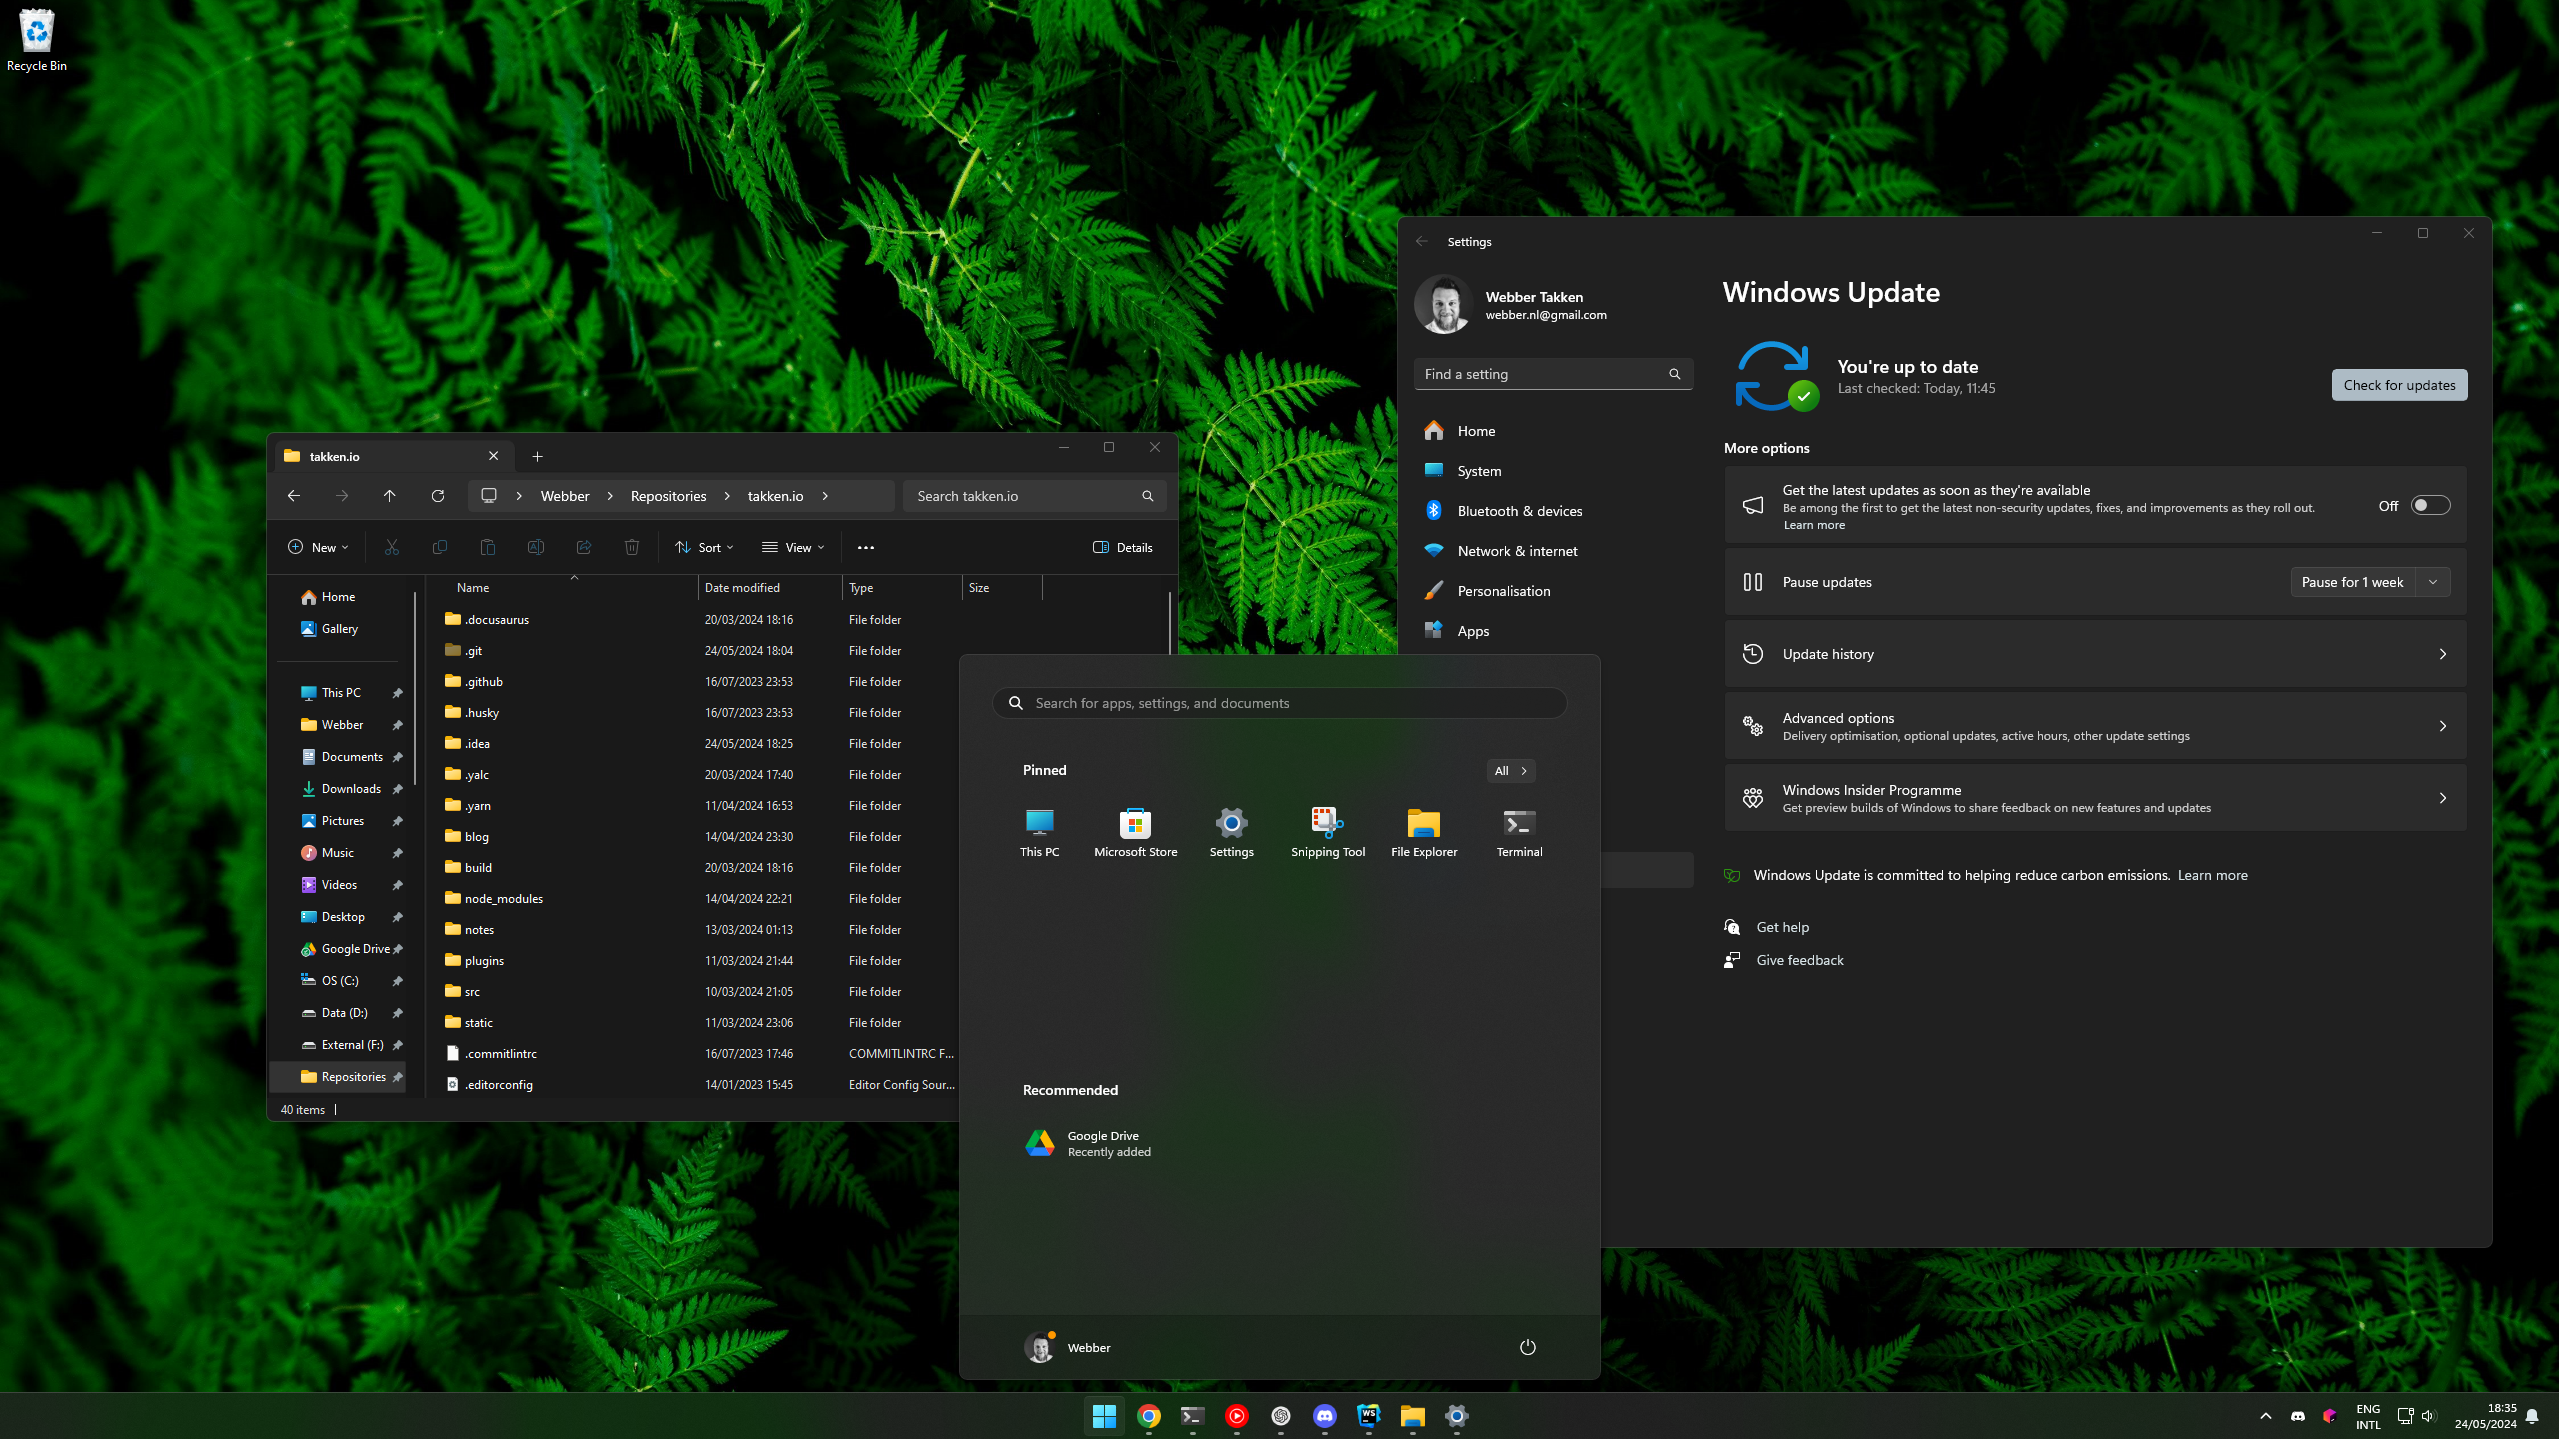 Recycle Bin
takken.io
Webber
Repositories
takken.io
Search takken.io
New
Sort
View
Details
Home
Gallery
This PC
Webber
Documents
Downloads
Pictures
Music
Videos
Desktop
Google Drive
OS (C:)
Data (D:)
External (F:)
Repositories
Name Date modified Type Size
.docusaurus 20/03/2024 18:16 File folder
.git 24/05/2024 18:04 File folder
.github 16/07/2023 23:53 File folder
.husky 16/07/2023 23:53 File folder
.idea 24/05/2024 18:25 File folder
.yalc 20/03/2024 17:40 File folder
.yarn 11/04/2024 16:53 File folder
blog 14/04/2024 23:30 File folder
build 20/03/2024 18:16 File folder
node_modules 14/04/2024 22:21 File folder
notes 13/03/2024 01:13 File folder
plugins 11/03/2024 21:44 File folder
src 10/03/2024 21:05 File folder
static 11/03/2024 23:06 File folder
.commitlintrc 16/07/2023 17:46 COMMITLINTRC F...
.editorconfig 14/01/2023 15:45 Editor Config Sour...
40 items
Settings
Webber Takken
webber.nl@gmail.com
Find a setting
Home
System
Bluetooth & devices
Network & internet
Personalisation
Apps
Windows Update
You're up to date
Last checked: Today, 11:45
Check for updates
More options
Get the latest updates as soon as they're available
Be among the first to get the latest non-security updates, fixes, and improvements as they roll out.
Learn more
Off
Pause updates
Pause for 1 week
Update history
Advanced options
Delivery optimisation, optional updates, active hours, other update settings
Windows Insider Programme
Get preview builds of Windows to share feedback on new features and updates
Windows Update is committed to helping reduce carbon emissions. Learn more
Get help
Give feedback
Search for apps, settings, and documents
Pinned
All
This PC
Microsoft Store
Settings
Snipping Tool
File Explorer
Terminal
Recommended
Google Drive
Recently added
Webber
WS
ENG
INTL
18:35
24/05/2024